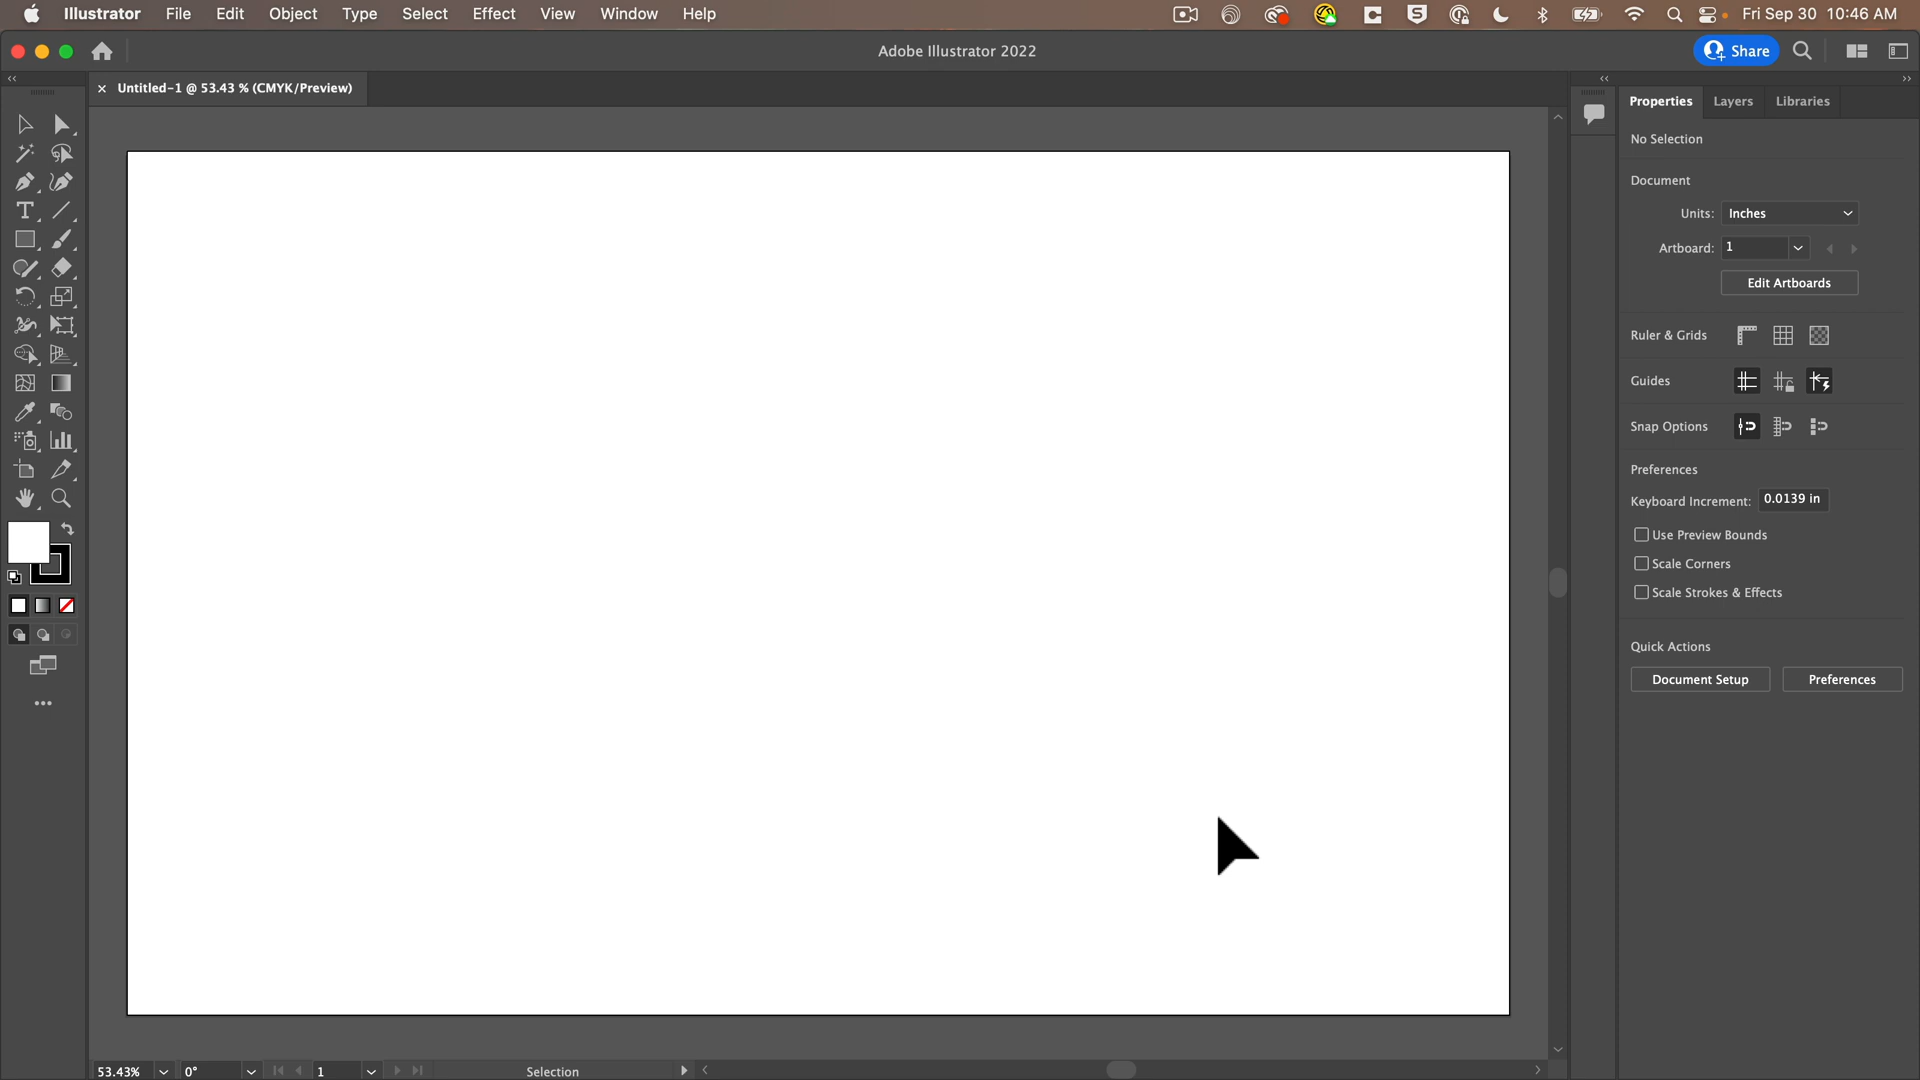 Illustrator File Edit Object Type Select Effect View Window Help Fri Sep 30 10:46 AM
Adobe Illustrator 2022 Share
Untitled-1 @ 53.43 % (CMYK/Preview)
Properties Layers Libraries
No Selection
Document
Units: Inches
Artboard: 1
Edit Artboards
Ruler & Grids
Guides
Snap Options
Preferences
Keyboard Increment: 0.0139 in
Use Preview Bounds
Scale Corners
Scale Strokes & Effects
Quick Actions
Document Setup Preferences
53.43% 0° 1 Selection